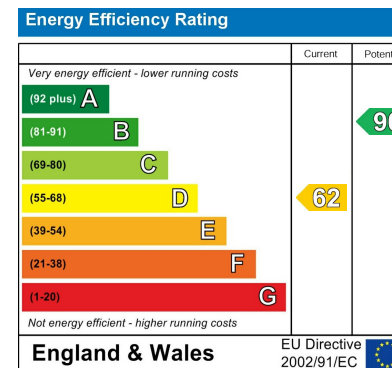 Energy Efficiency Rating
Current Potent
Very energy efficient - lower running costs
(92 plus) A
(81-91) B
(69-80) C
(55-68) D
(39-54) E
(21-38) F
(1-20) G
62
Not energy efficient - higher running costs
England & Wales
EU Directive
2002/91/EC